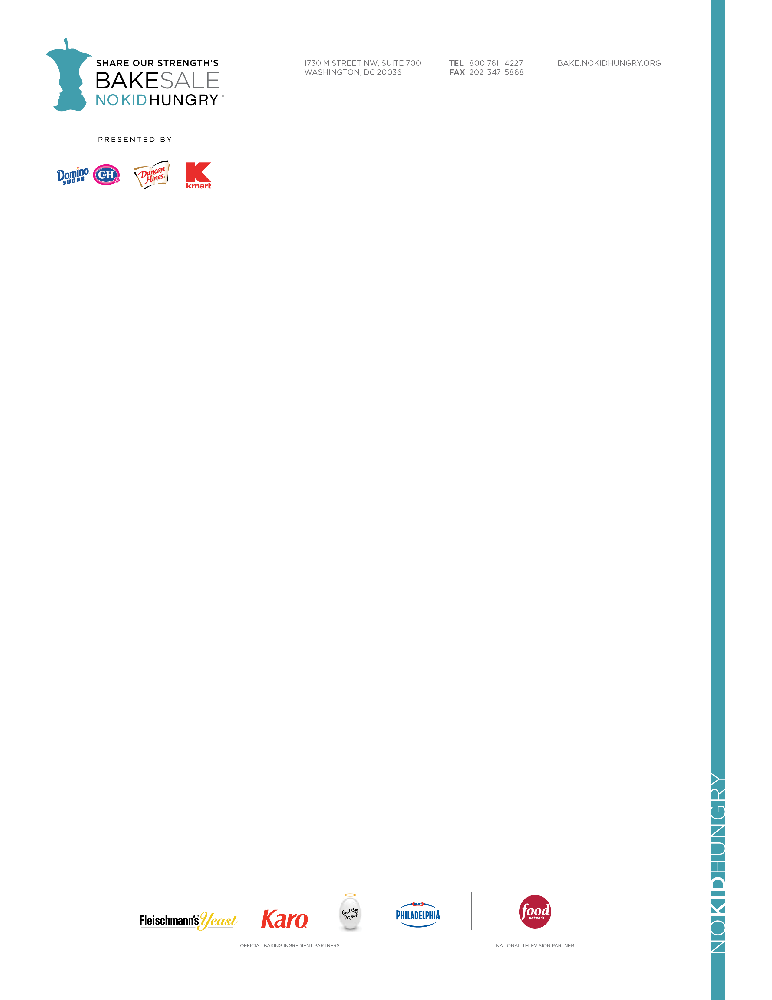 SHARE OUR STRENGTH'S
BAKESALE
NOKIDHUNGRY™
1730 M STREET NW, SUITE 700
WASHINGTON, DC 20036
TEL 800 761 4227
FAX 202 347 5868
BAKE.NOKIDHUNGRY.ORG
PRESENTED BY
Domino
SUGAR
C&H
Duncan
Hines
kmart
Fleischmann's Yeast
Karo
Good Egg
Project
KRAFT
PHILADELPHIA
food
network
OFFICIAL BAKING INGREDIENT PARTNERS
NATIONAL TELEVISION PARTNER
NOKIDHUNGRY